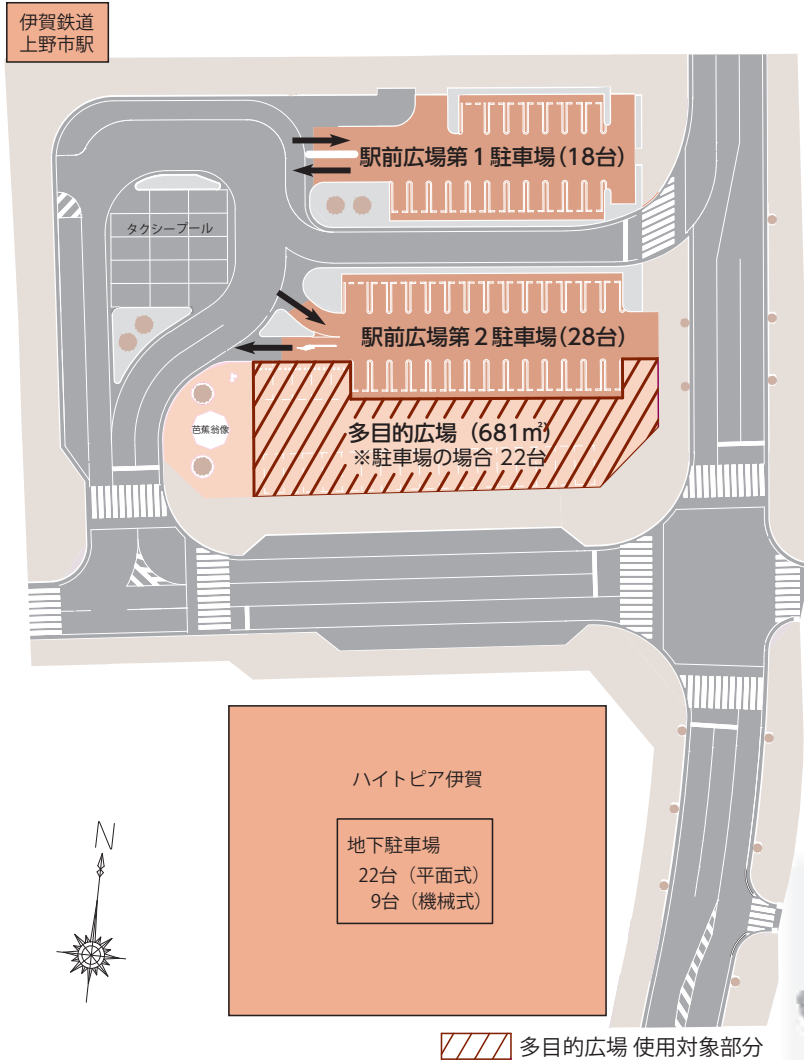 伊賀鉄道
上野市駅
駅前広場第1駐車場(18台)
タクシープール
駅前広場第2駐車場(28台)
芭蕉翁像
多目的広場 (681㎡)
※駐車場の場合 22台
ハイトピア伊賀
地下駐車場
22台(平面式)
9台(機械式)
N
多目的広場 使用対象部分